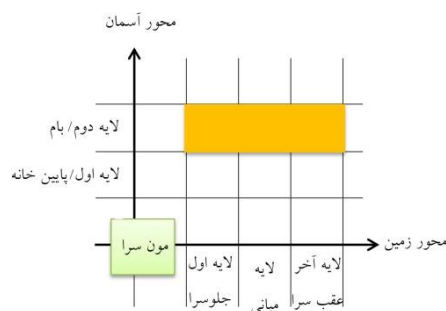 محور آسمان
لایه دوم/ بام
لایه اول/پایین خانه
مون سرا
محور زمین
لایه اول
جلوسرا
لایه
میانی
لایه آخر
عقب سرا